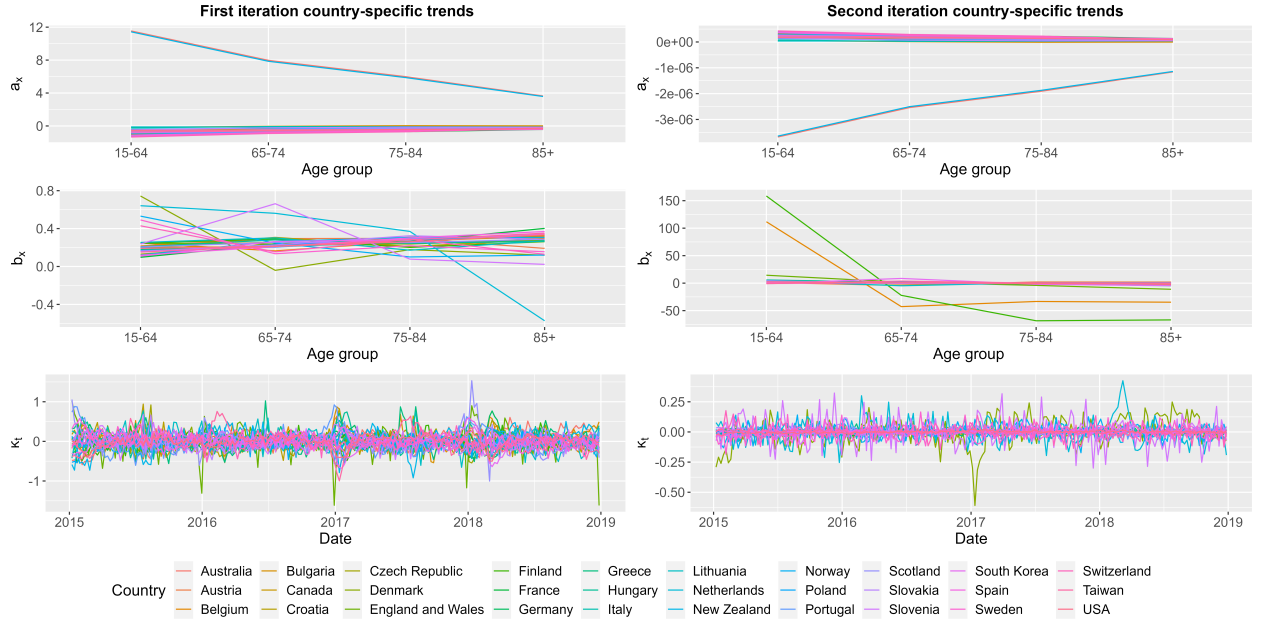 First iteration country-specific trends
Second iteration country-specific trends
12
8
4
0
aₓ
15-64 65-74 75-84 85+
Age group
0e+00
-1e-06
-2e-06
-3e-06
aₓ
15-64 65-74 75-84 85+
Age group
0.8
0.4
0.0
-0.4
bₓ
15-64 65-74 75-84 85+
Age group
150
100
50
0
-50
bₓ
15-64 65-74 75-84 85+
Age group
1
0
-1
κₜ
2015 2016 2017 2018 2019
Date
0.25
0.00
-0.25
-0.50
κₜ
2015 2016 2017 2018 2019
Date
Country
Australia Bulgaria Czech Republic Finland Greece Lithuania Norway Scotland South Korea Switzerland
Austria Canada Denmark France Hungary Netherlands Poland Slovakia Spain Taiwan
Belgium Croatia England and Wales Germany Italy New Zealand Portugal Slovenia Sweden USA